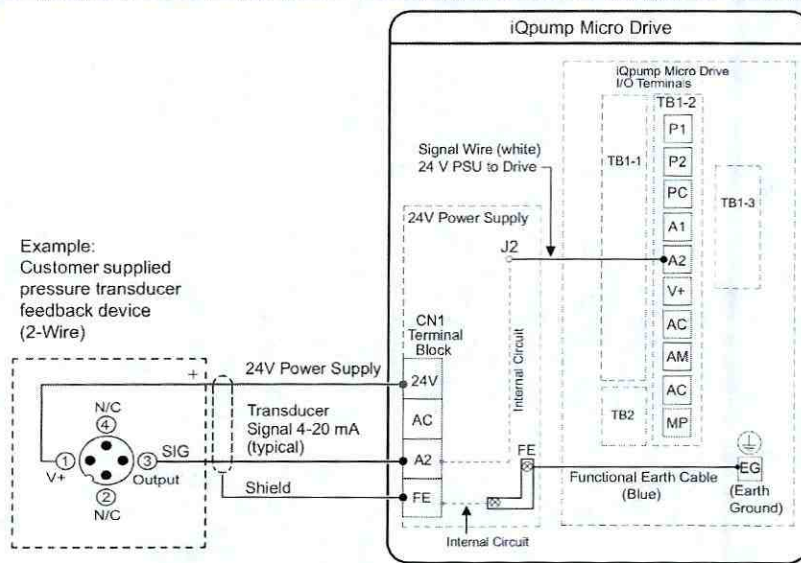 iQpump Micro Drive
iQpump Micro Drive
I/O Terminals
TB1-2
P1
P2
PC
A1
A2
V+
AC
AM
AC
MP
TB1-1
TB1-3
TB2
Signal Wire (white)
24 V PSU to Drive
24V Power Supply
J2
Internal Circuit
CN1
Terminal
Block
24V
AC
A2
FE
FE
Internal Circuit
Functional Earth Cable
(Blue)
EG
(Earth
Ground)
Example:
Customer supplied
pressure transducer
feedback device
(2-Wire)
+
24V Power Supply
Transducer
Signal 4-20 mA
(typical)
Shield
N/C
4
1
V+
3
SIG
Output
2
N/C